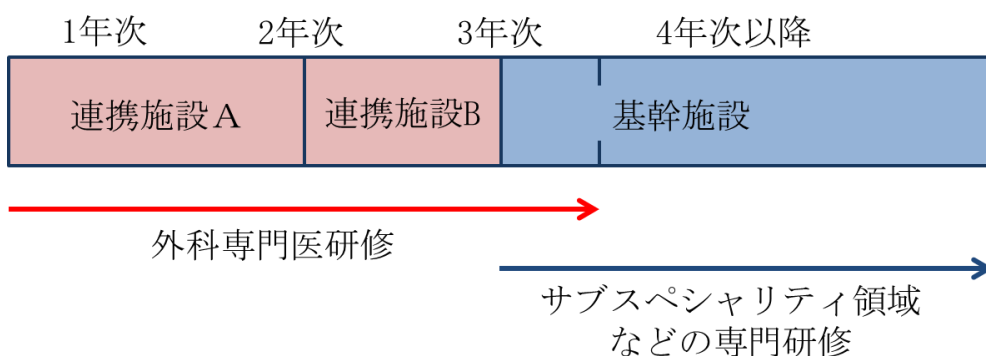 1年次 2年次 3年次 4年次以降
連携施設A 連携施設B 基幹施設
外科専門医研修
サブスペシャリティ領域
などの専門研修